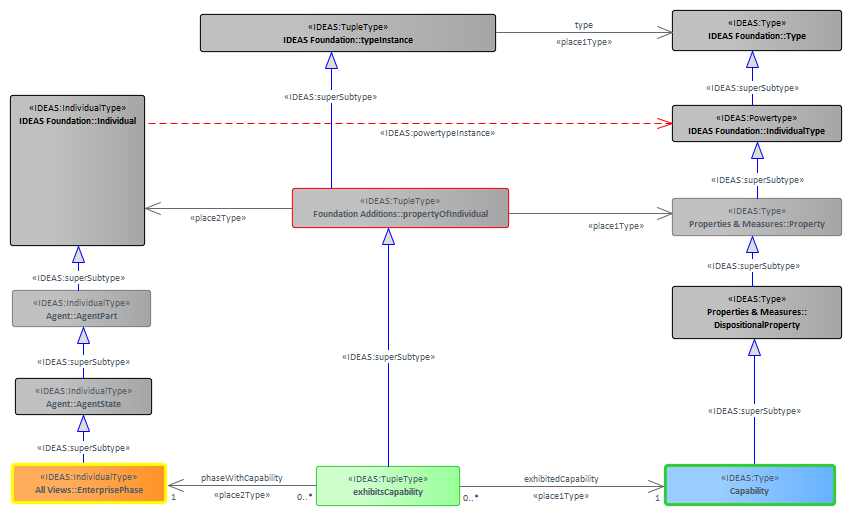 «IDEAS:TupleType»
IDEAS Foundation::typeInstance
type
«place1Type»
«IDEAS:Type»
IDEAS Foundation::Type
«IDEAS:superSubtype»
«IDEAS:superSubtype»
«IDEAS:IndividualType»
IDEAS Foundation::Individual
«IDEAS:powertypeInstance»
«IDEAS:Powertype»
IDEAS Foundation::IndividualType
«IDEAS:superSubtype»
«IDEAS:TupleType»
Foundation Additions::propertyOfIndividual
«place2Type»
«place1Type»
«IDEAS:Type»
Properties & Measures::Property
«IDEAS:superSubtype»
«IDEAS:superSubtype»
«IDEAS:IndividualType»
Agent::AgentPart
«IDEAS:Type»
Properties & Measures::
DispositionalProperty
«IDEAS:superSubtype»
«IDEAS:superSubtype»
«IDEAS:IndividualType»
Agent::AgentState
«IDEAS:superSubtype»
«IDEAS:superSubtype»
«IDEAS:IndividualType»
All Views::EnterprisePhase
phaseWithCapability
«place2Type»
1
0..*
«IDEAS:TupleType»
exhibitsCapability
exhibitedCapability
«place1Type»
0..*
1
«IDEAS:Type»
Capability